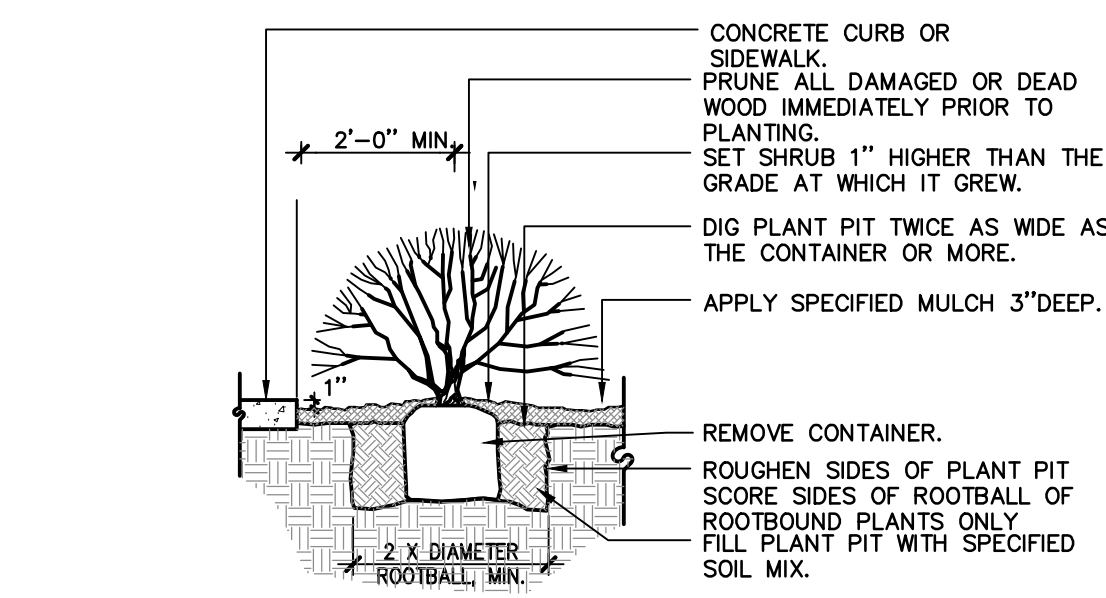 CONCRETE CURB OR
SIDEWALK.
PRUNE ALL DAMAGED OR DEAD
WOOD IMMEDIATELY PRIOR TO
PLANTING.
2'-0" MIN.
SET SHRUB 1" HIGHER THAN THE
GRADE AT WHICH IT GREW.
DIG PLANT PIT TWICE AS WIDE AS
THE CONTAINER OR MORE.
APPLY SPECIFIED MULCH 3"DEEP.
1"
REMOVE CONTAINER.
ROUGHEN SIDES OF PLANT PIT
SCORE SIDES OF ROOTBALL OF
ROOTBOUND PLANTS ONLY
FILL PLANT PIT WITH SPECIFIED
SOIL MIX.
2 X DIAMETER
ROOTBALL, MIN.